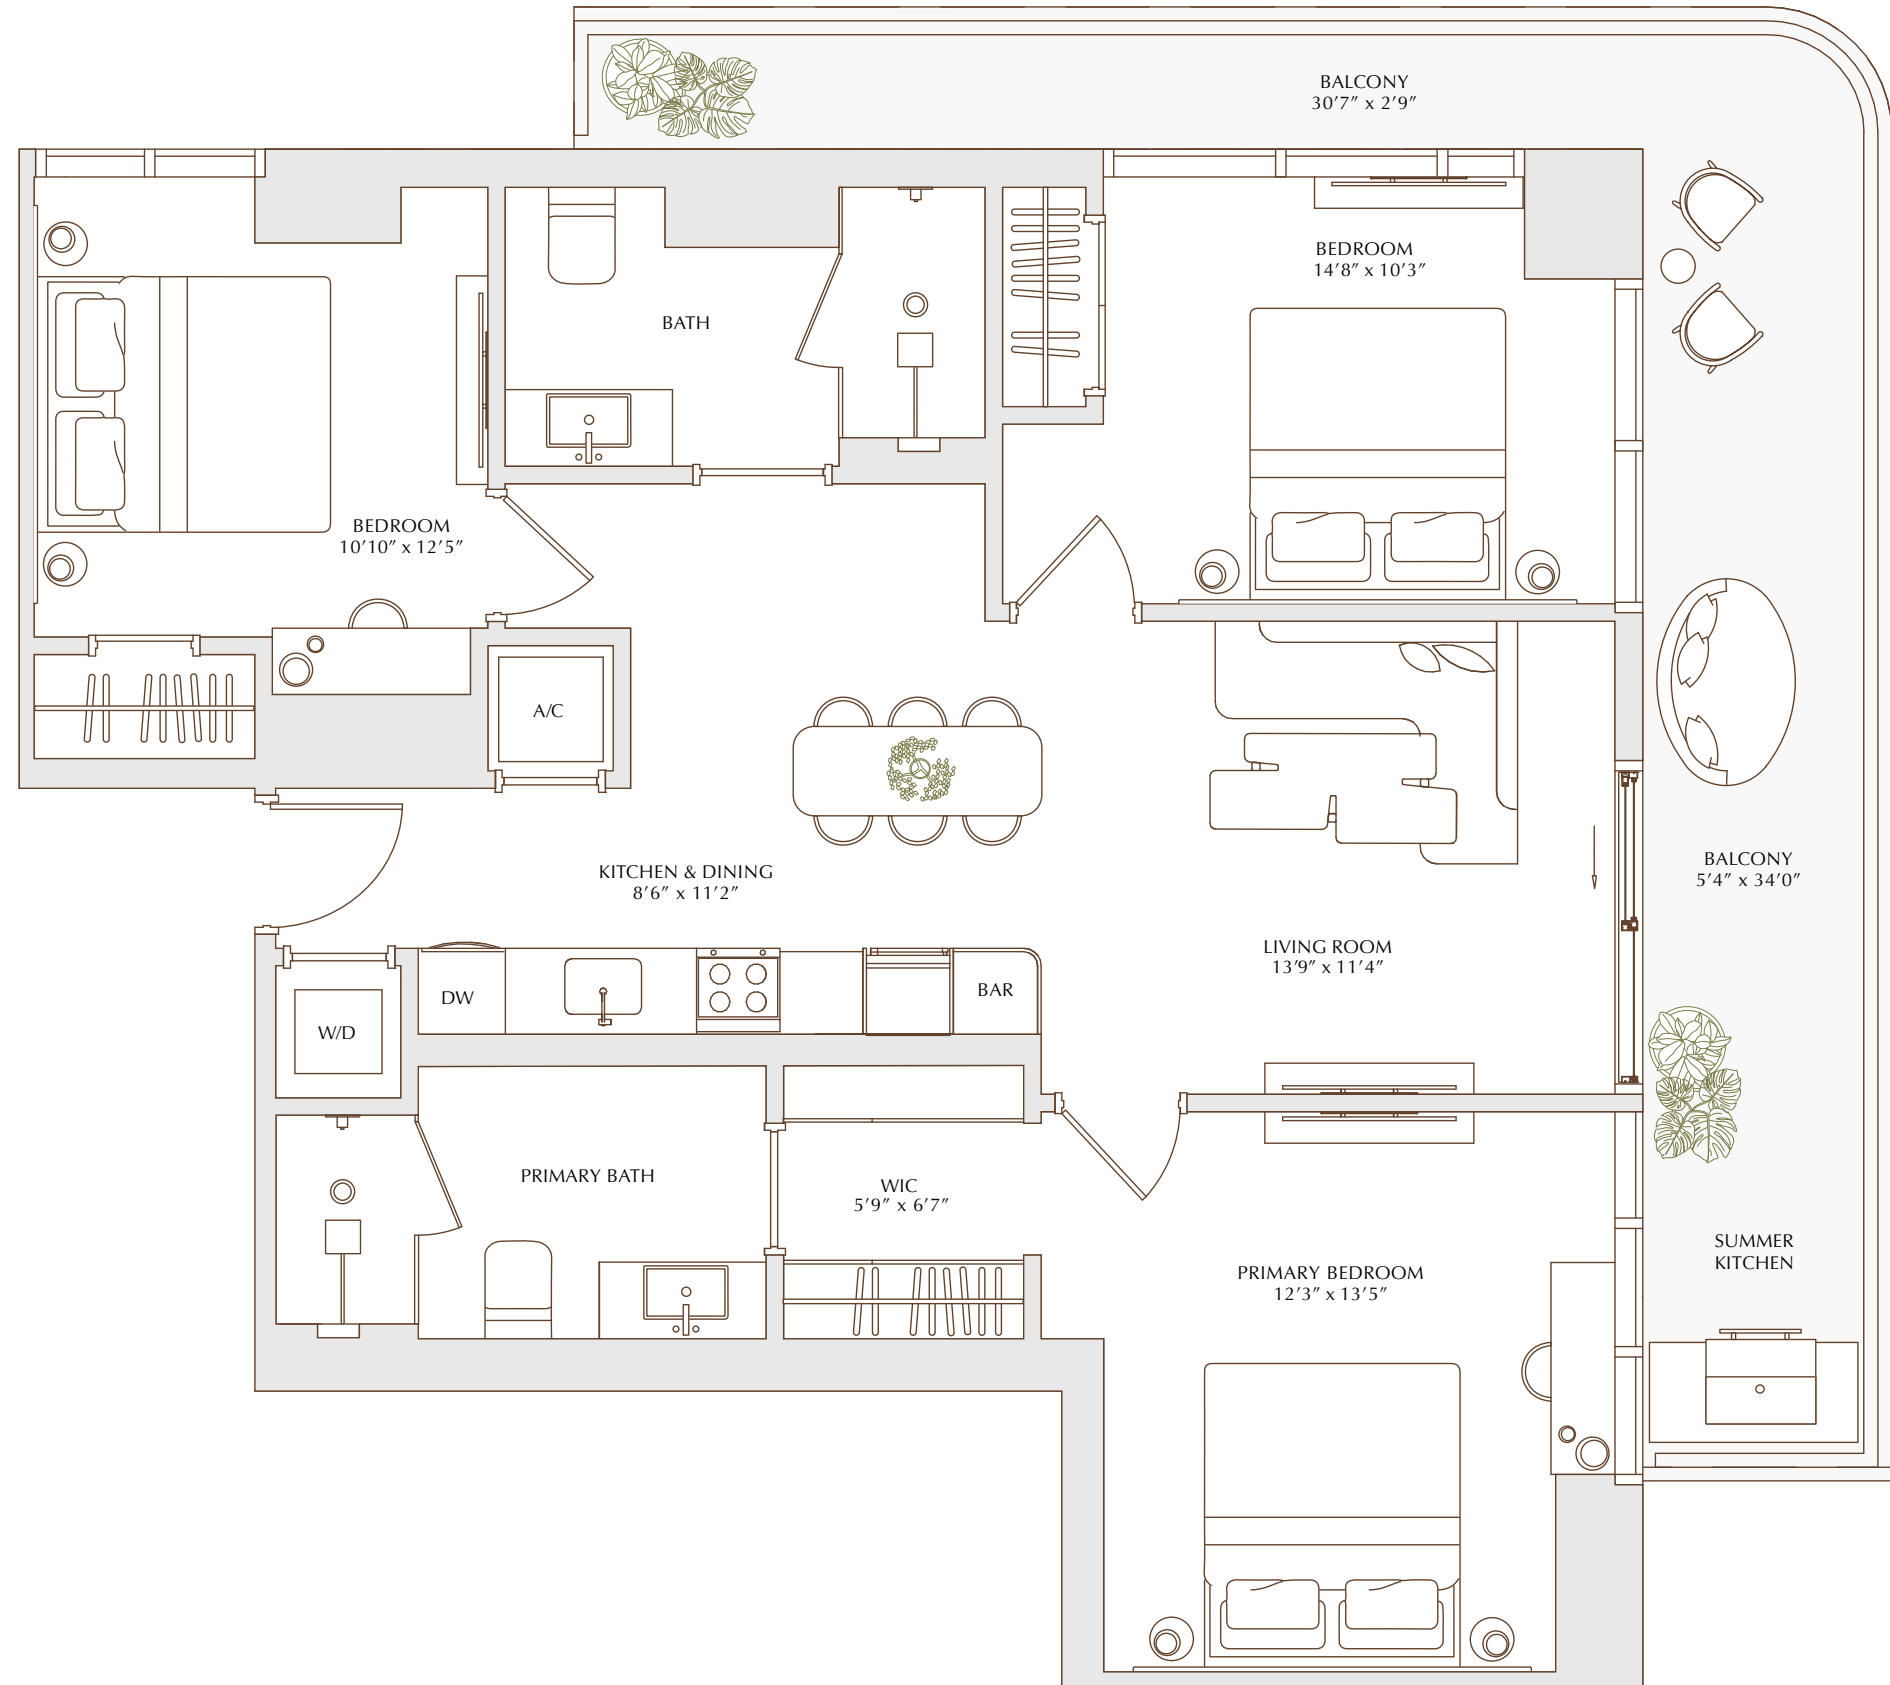 BALCONY
30’7” x 2’9”
BEDROOM
14’8” x 10’3”
BATH
BEDROOM
10’10” x 12’5”
A/C
KITCHEN & DINING
8’6” x 11’2”
BALCONY
5’4” x 34’0”
LIVING ROOM
13’9” x 11’4”
DW
BAR
W/D
PRIMARY BATH
WIC
5’9” x 6’7”
SUMMER
KITCHEN
PRIMARY BEDROOM
12’3” x 13’5”